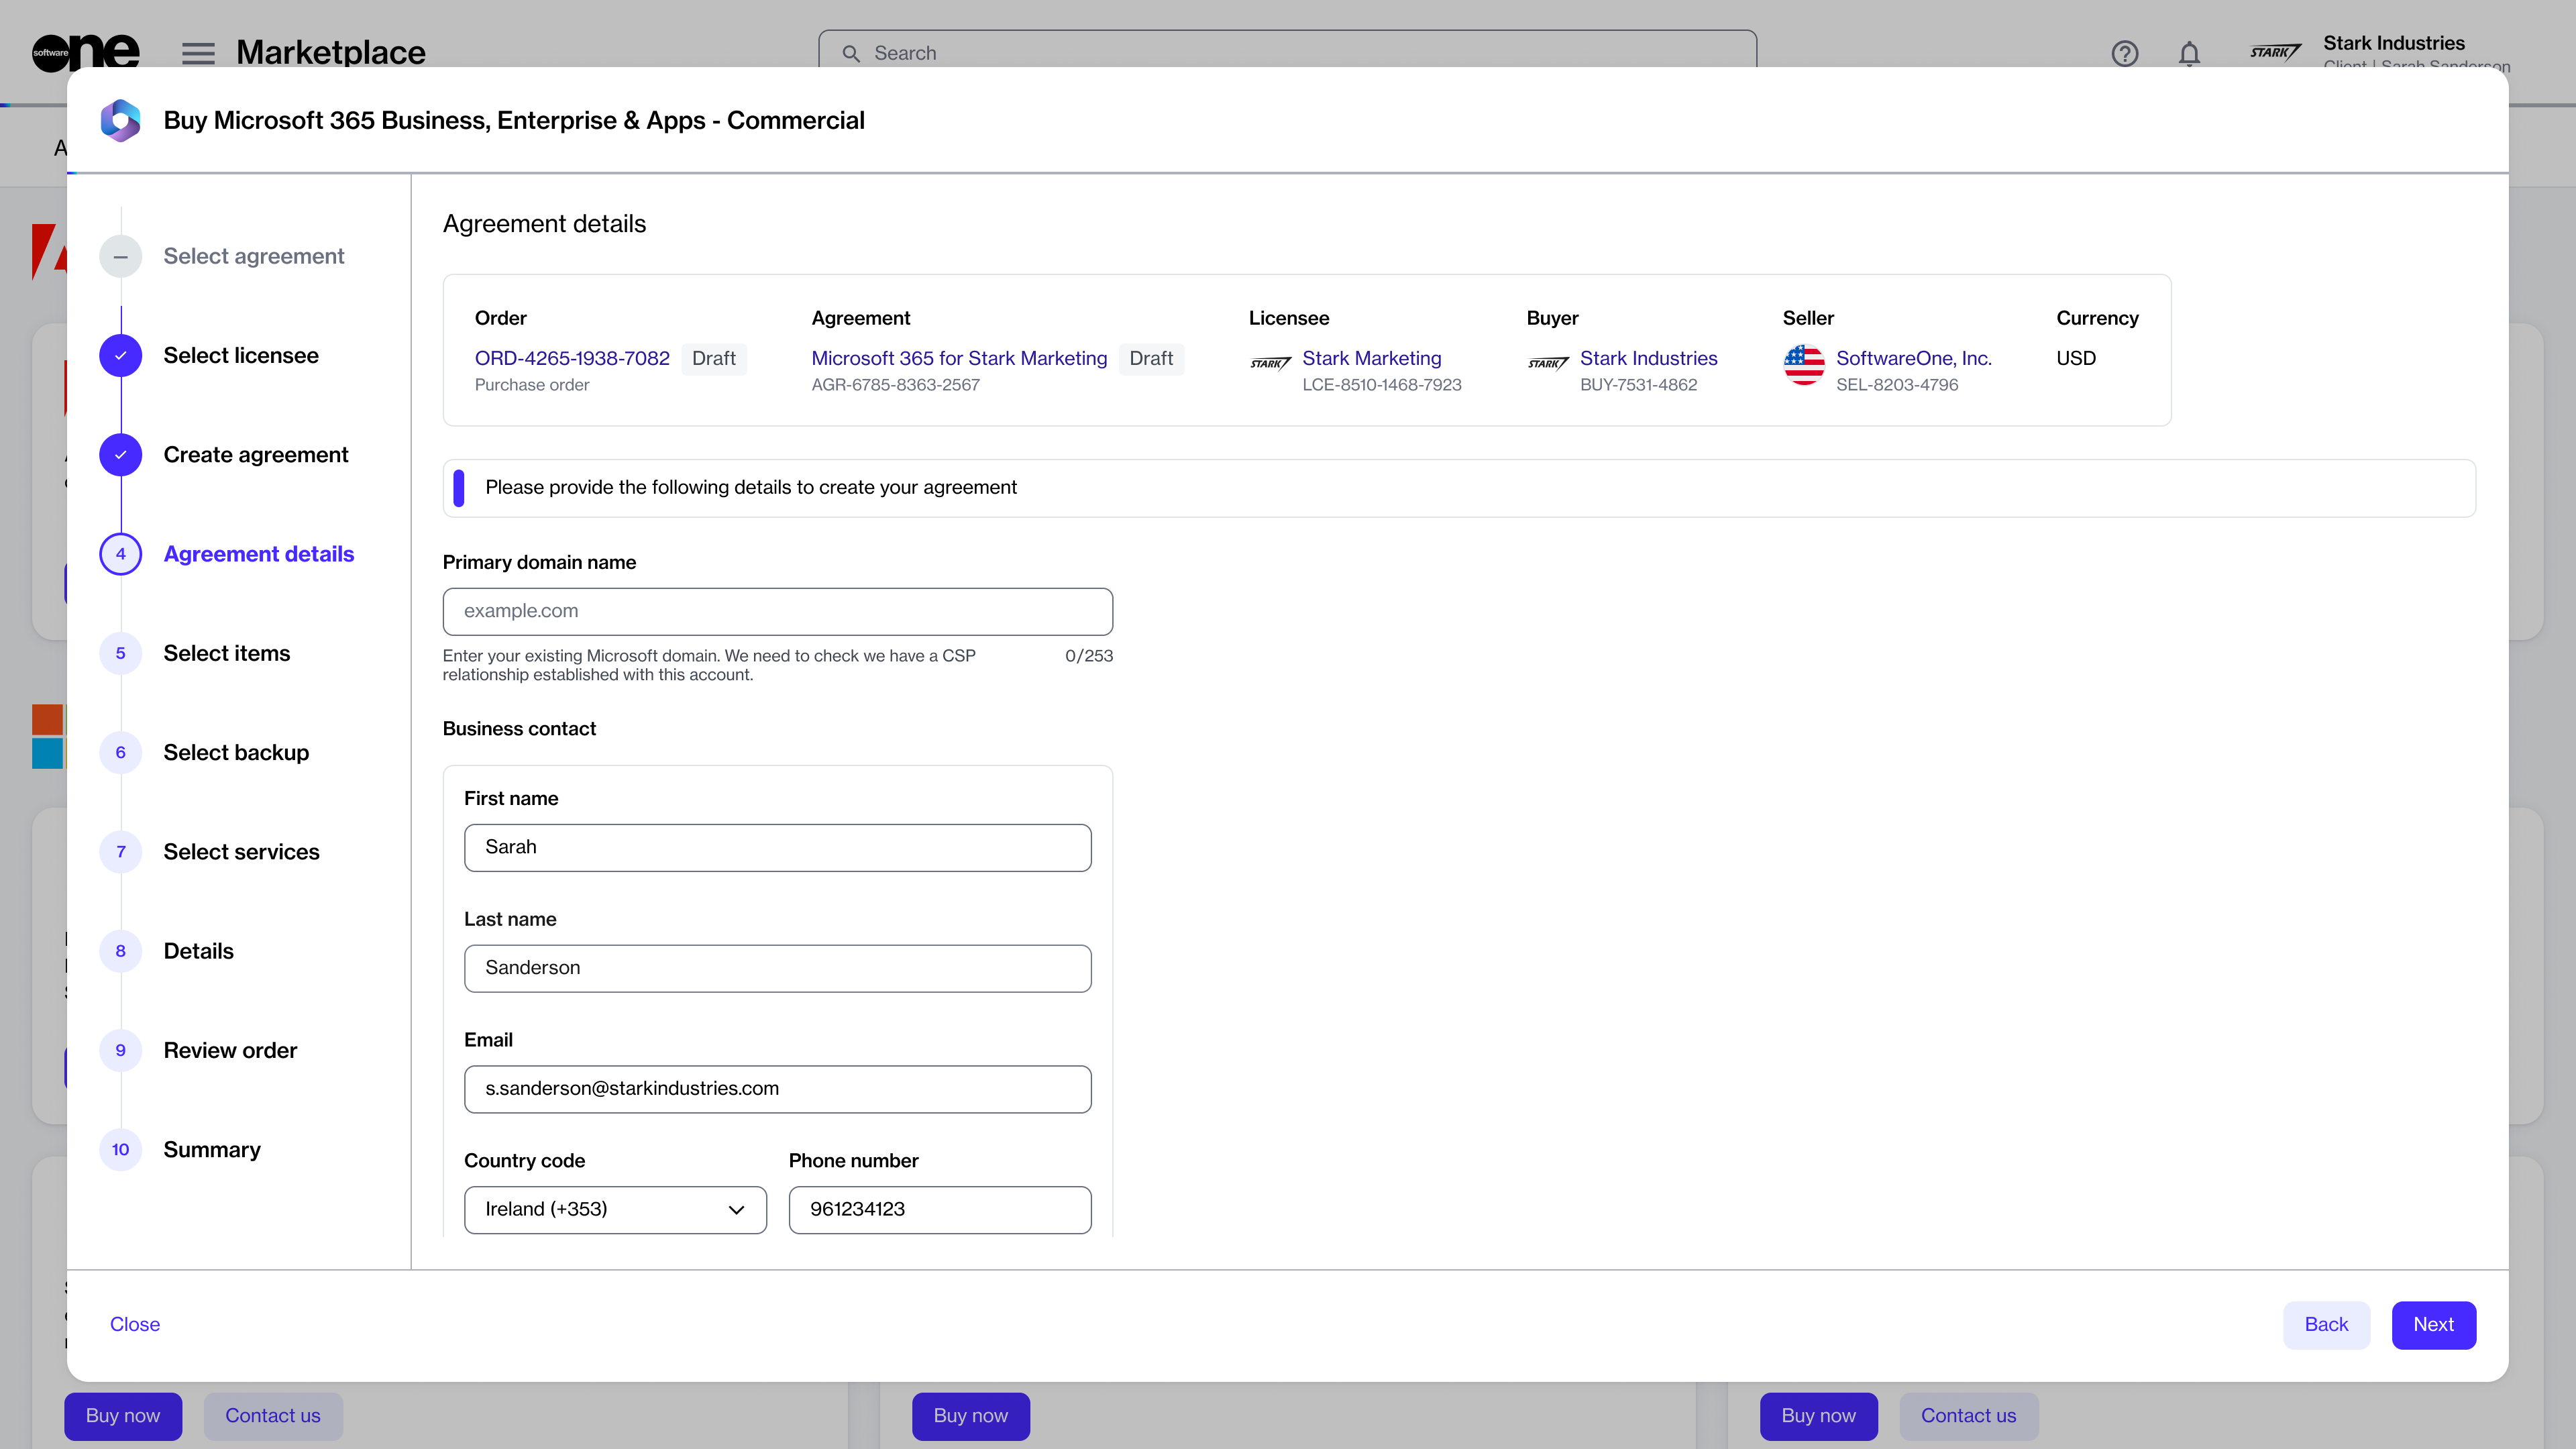 software one
Marketplace
Search
STARK
Stark Industries
Buy Microsoft 365 Business, Enterprise & Apps - Commercial
Select agreement
Select licensee
Create agreement
4 Agreement details
5 Select items
6 Select backup
7 Select services
8 Details
9 Review order
10 Summary
Agreement details
Order Agreement Licensee Buyer Seller Currency
ORD-4265-1938-7082 Draft Microsoft 365 for Stark Marketing Draft STARK Stark Marketing STARK Stark Industries SoftwareOne, Inc. USD
Purchase order AGR-6785-8363-2567 LCE-8510-1468-7923 BUY-7531-4862 SEL-8203-4796
Please provide the following details to create your agreement
Primary domain name
example.com
Enter your existing Microsoft domain. We need to check we have a CSP 0/253
relationship established with this account.
Business contact
First name
Sarah
Last name
Sanderson
Email
s.sanderson@starkindustries.com
Country code Phone number
Ireland (+353) 961234123
Close Back Next
Buy now Contact us Buy now Buy now Contact us